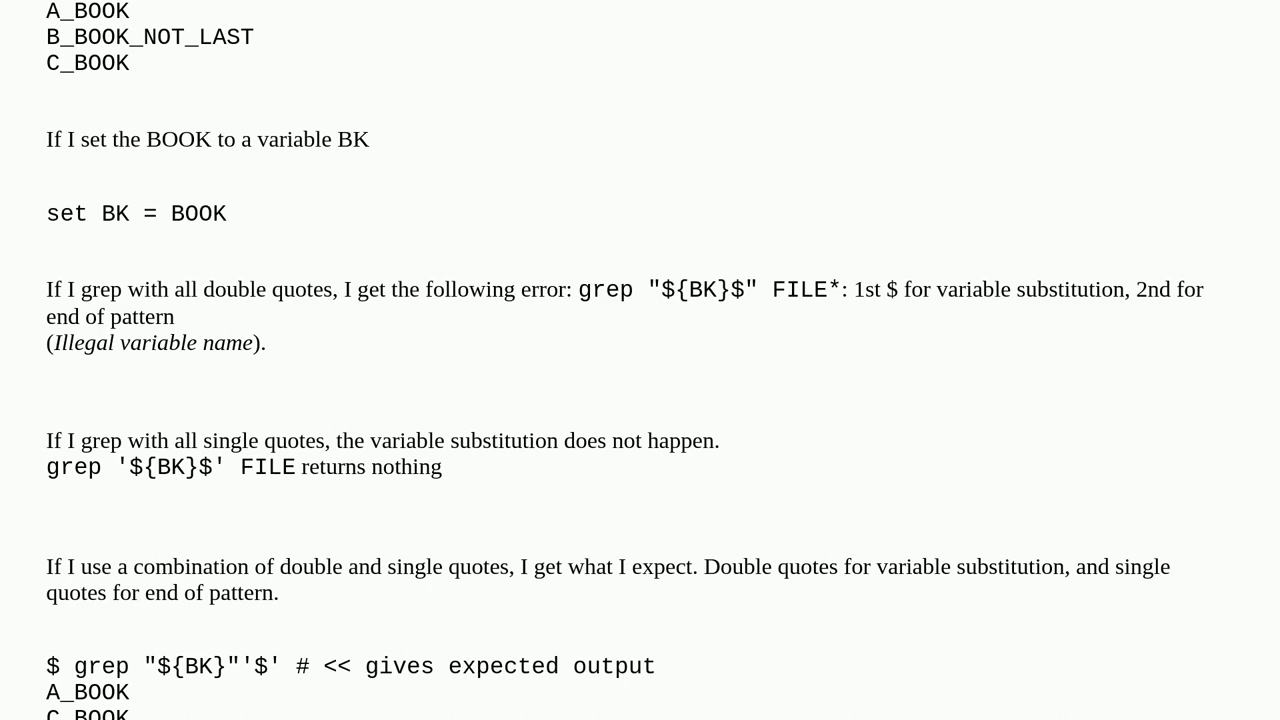 A_BOOK
B_BOOK_NOT_LAST
C_BOOK
If I set the BOOK to a variable BK
set BK = BOOK
If I grep with all double quotes, I get the following error: grep "${BK}$" FILE*: 1st $ for variable substitution, 2nd for
end of pattern
(Illegal variable name).
If I grep with all single quotes, the variable substitution does not happen.
grep '${BK}$' FILE returns nothing
If I use a combination of double and single quotes, I get what I expect. Double quotes for variable substitution, and single
quotes for end of pattern.
$ grep "${BK}"'$' # << gives expected output
A_BOOK
C_BOOK